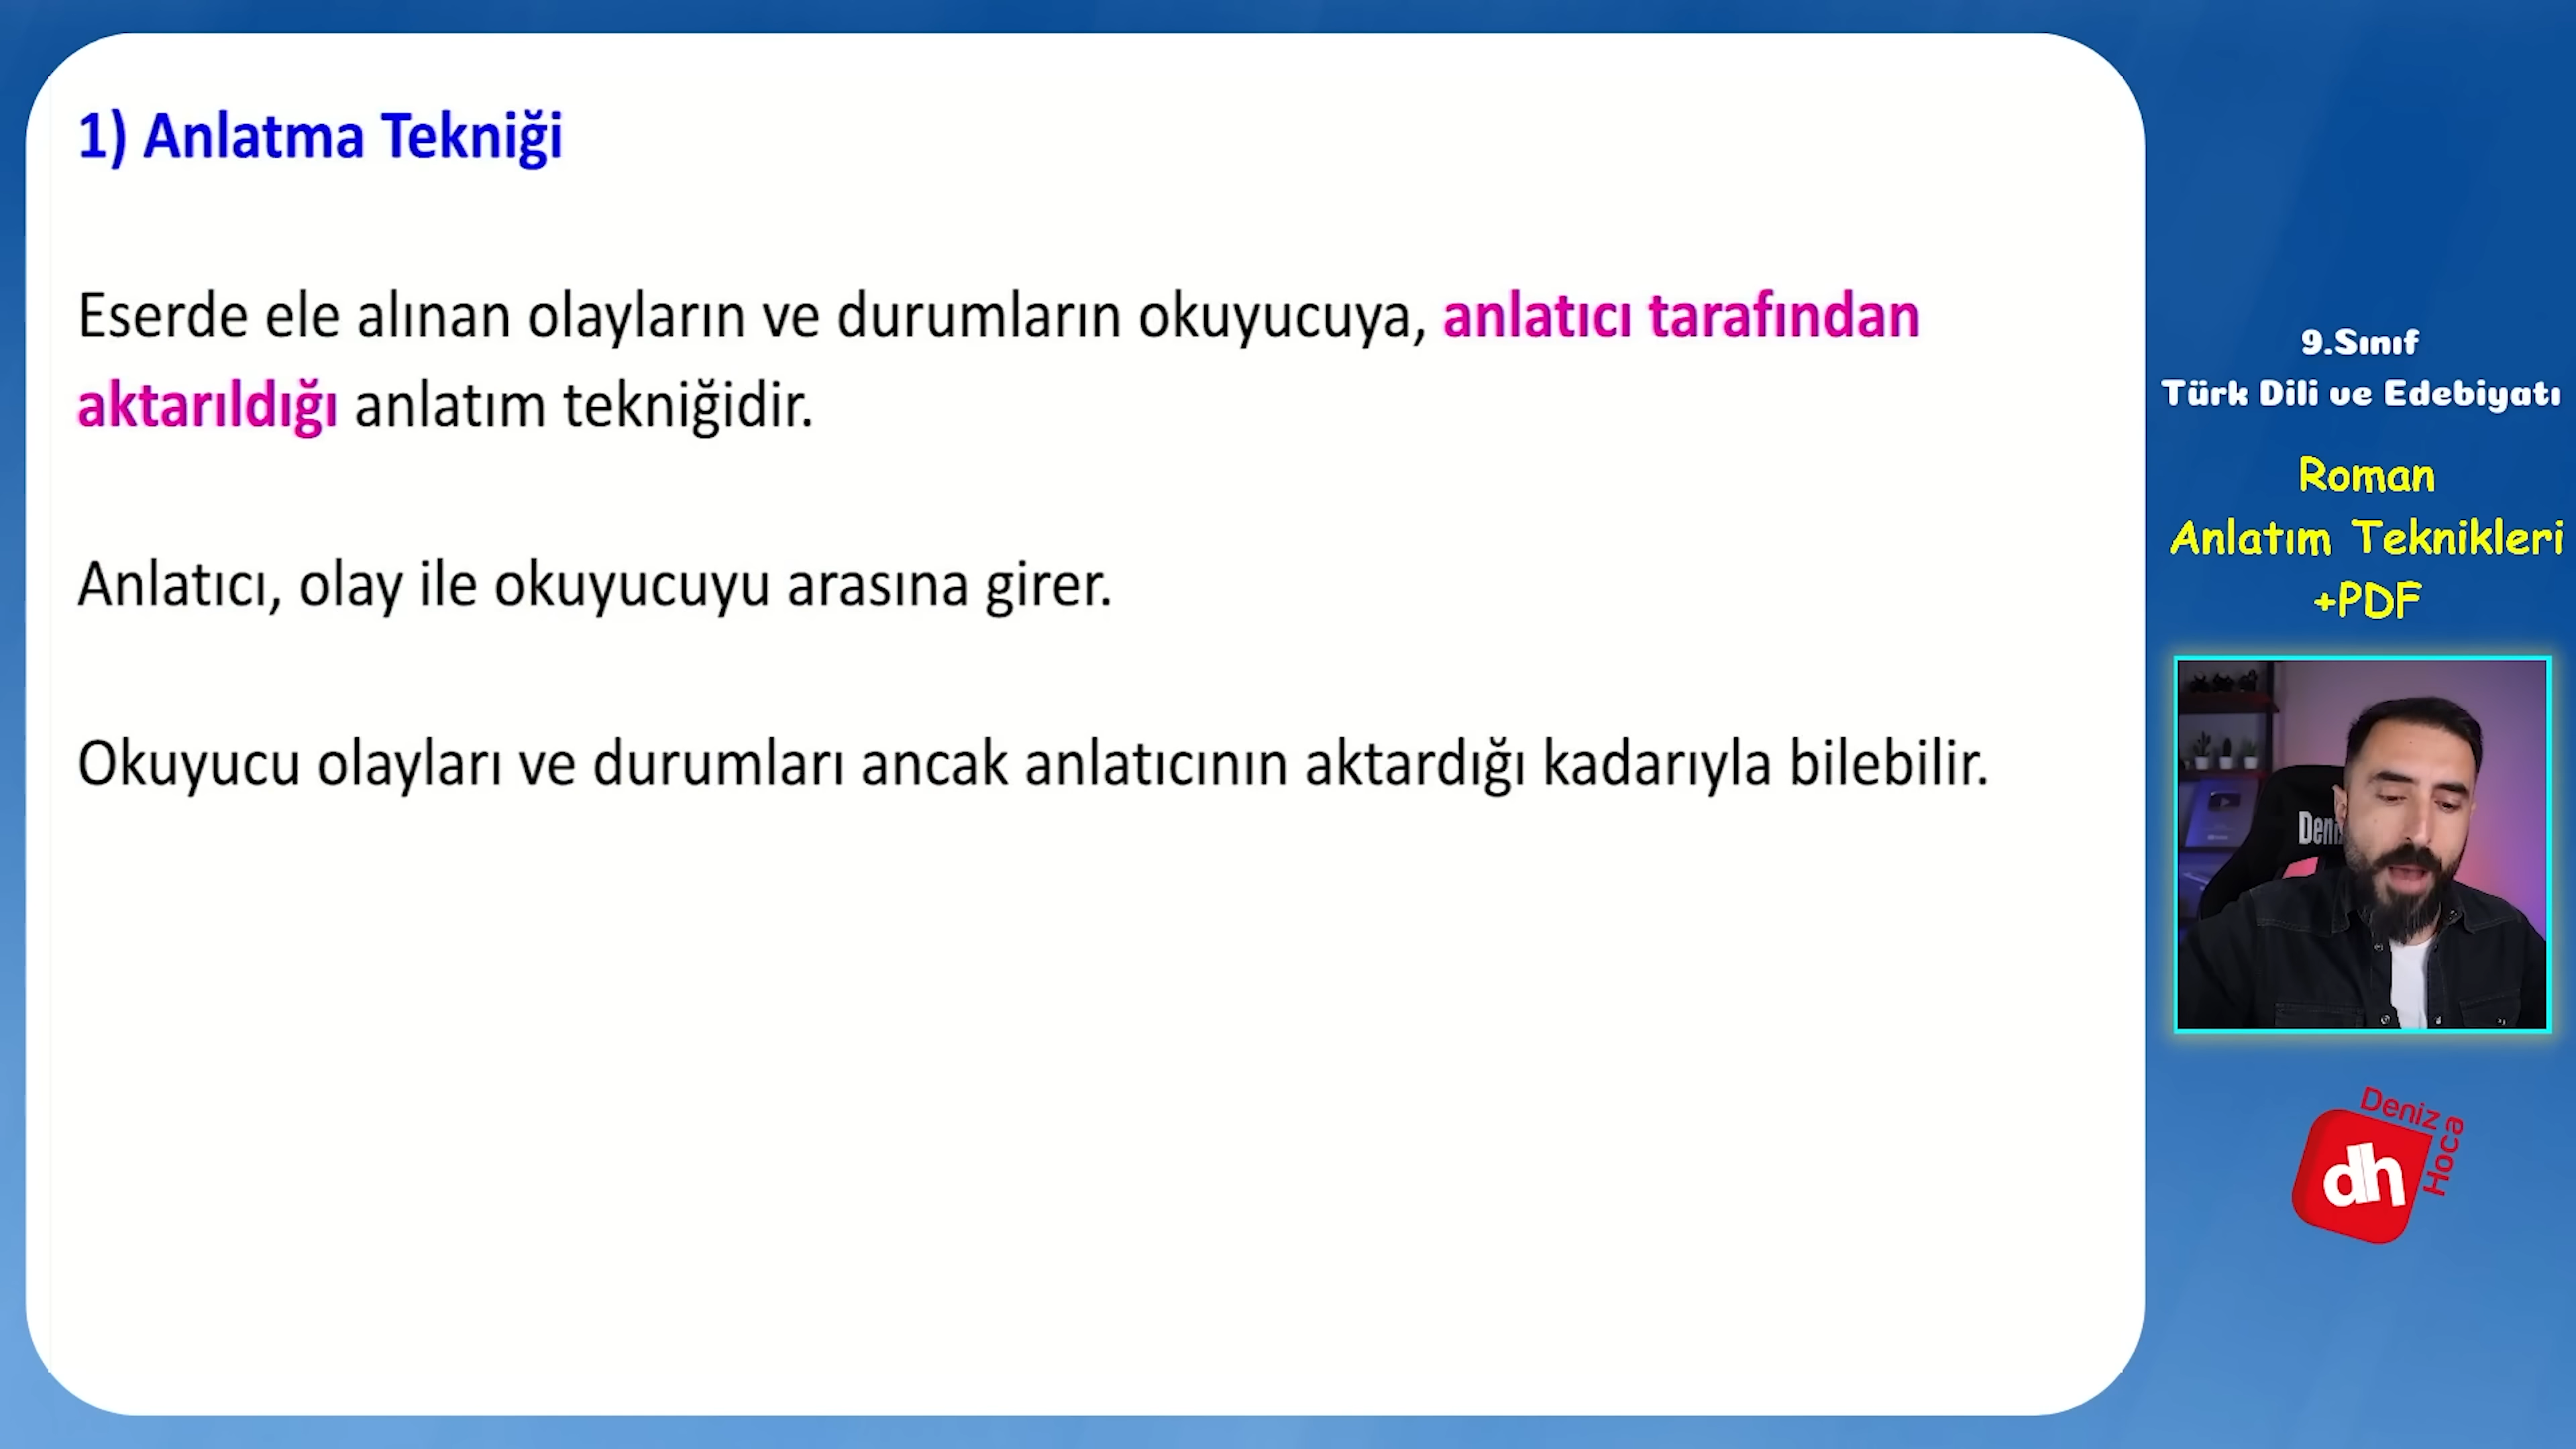 1) Anlatma Tekniği
Eserde ele alınan olayların ve durumların okuyucuya, anlatıcı tarafından
aktarıldığı anlatım tekniğidir.
Anlatıcı, olay ile okuyucuyu arasına girer.
Okuyucu olayları ve durumları ancak anlatıcının aktardığı kadarıyla bilebilir.
9.Sınıf
Türk Dili ve Edebiyatı
Roman
Anlatım Teknikleri
+PDF
Deniz
Hoca
dh